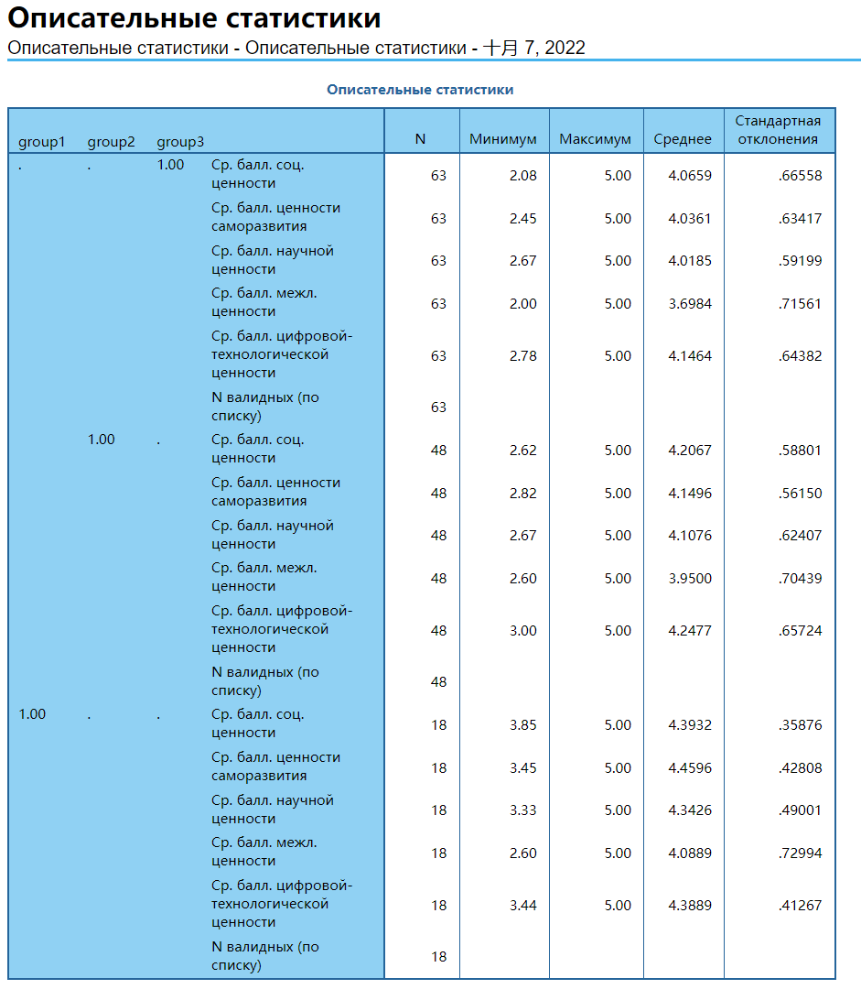 Описательные статистики
Описательные статистики - Описательные статистики - 十月 7, 2022
Описательные статистики
group1 group2 group3 N Минимум Максимум Среднее Стандартная отклонения
. . 1.00 Ср. балл. соц. ценности 63 2.08 5.00 4.0659 .66558
Ср. балл. ценности саморазвития 63 2.45 5.00 4.0361 .63417
Ср. балл. научной ценности 63 2.67 5.00 4.0185 .59199
Ср. балл. межл. ценности 63 2.00 5.00 3.6984 .71561
Ср. балл. цифровой-технологической ценности 63 2.78 5.00 4.1464 .64382
N валидных (по списку) 63
1.00 . Ср. балл. соц. ценности 48 2.62 5.00 4.2067 .58801
Ср. балл. ценности саморазвития 48 2.82 5.00 4.1496 .56150
Ср. балл. научной ценности 48 2.67 5.00 4.1076 .62407
Ср. балл. межл. ценности 48 2.60 5.00 3.9500 .70439
Ср. балл. цифровой-технологической ценности 48 3.00 5.00 4.2477 .65724
N валидных (по списку) 48
1.00 . . Ср. балл. соц. ценности 18 3.85 5.00 4.3932 .35876
Ср. балл. ценности саморазвития 18 3.45 5.00 4.4596 .42808
Ср. балл. научной ценности 18 3.33 5.00 4.3426 .49001
Ср. балл. межл. ценности 18 2.60 5.00 4.0889 .72994
Ср. балл. цифровой-технологической ценности 18 3.44 5.00 4.3889 .41267
N валидных (по списку) 18